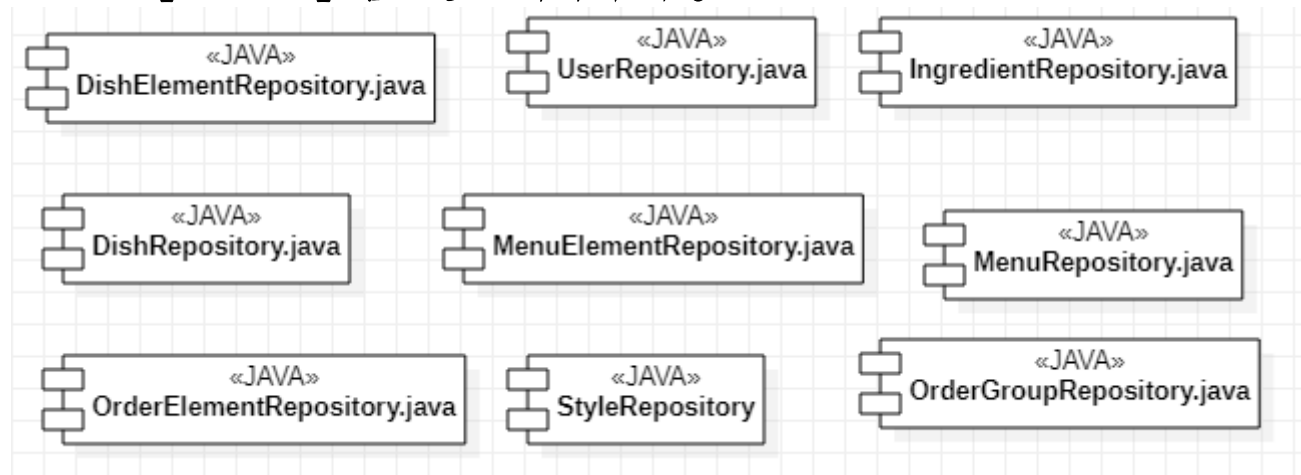 «JAVA»
DishElementRepository.java
«JAVA»
UserRepository.java
«JAVA»
IngredientRepository.java
«JAVA»
DishRepository.java
«JAVA»
MenuElementRepository.java
«JAVA»
MenuRepository.java
«JAVA»
OrderElementRepository.java
«JAVA»
StyleRepository
«JAVA»
OrderGroupRepository.java